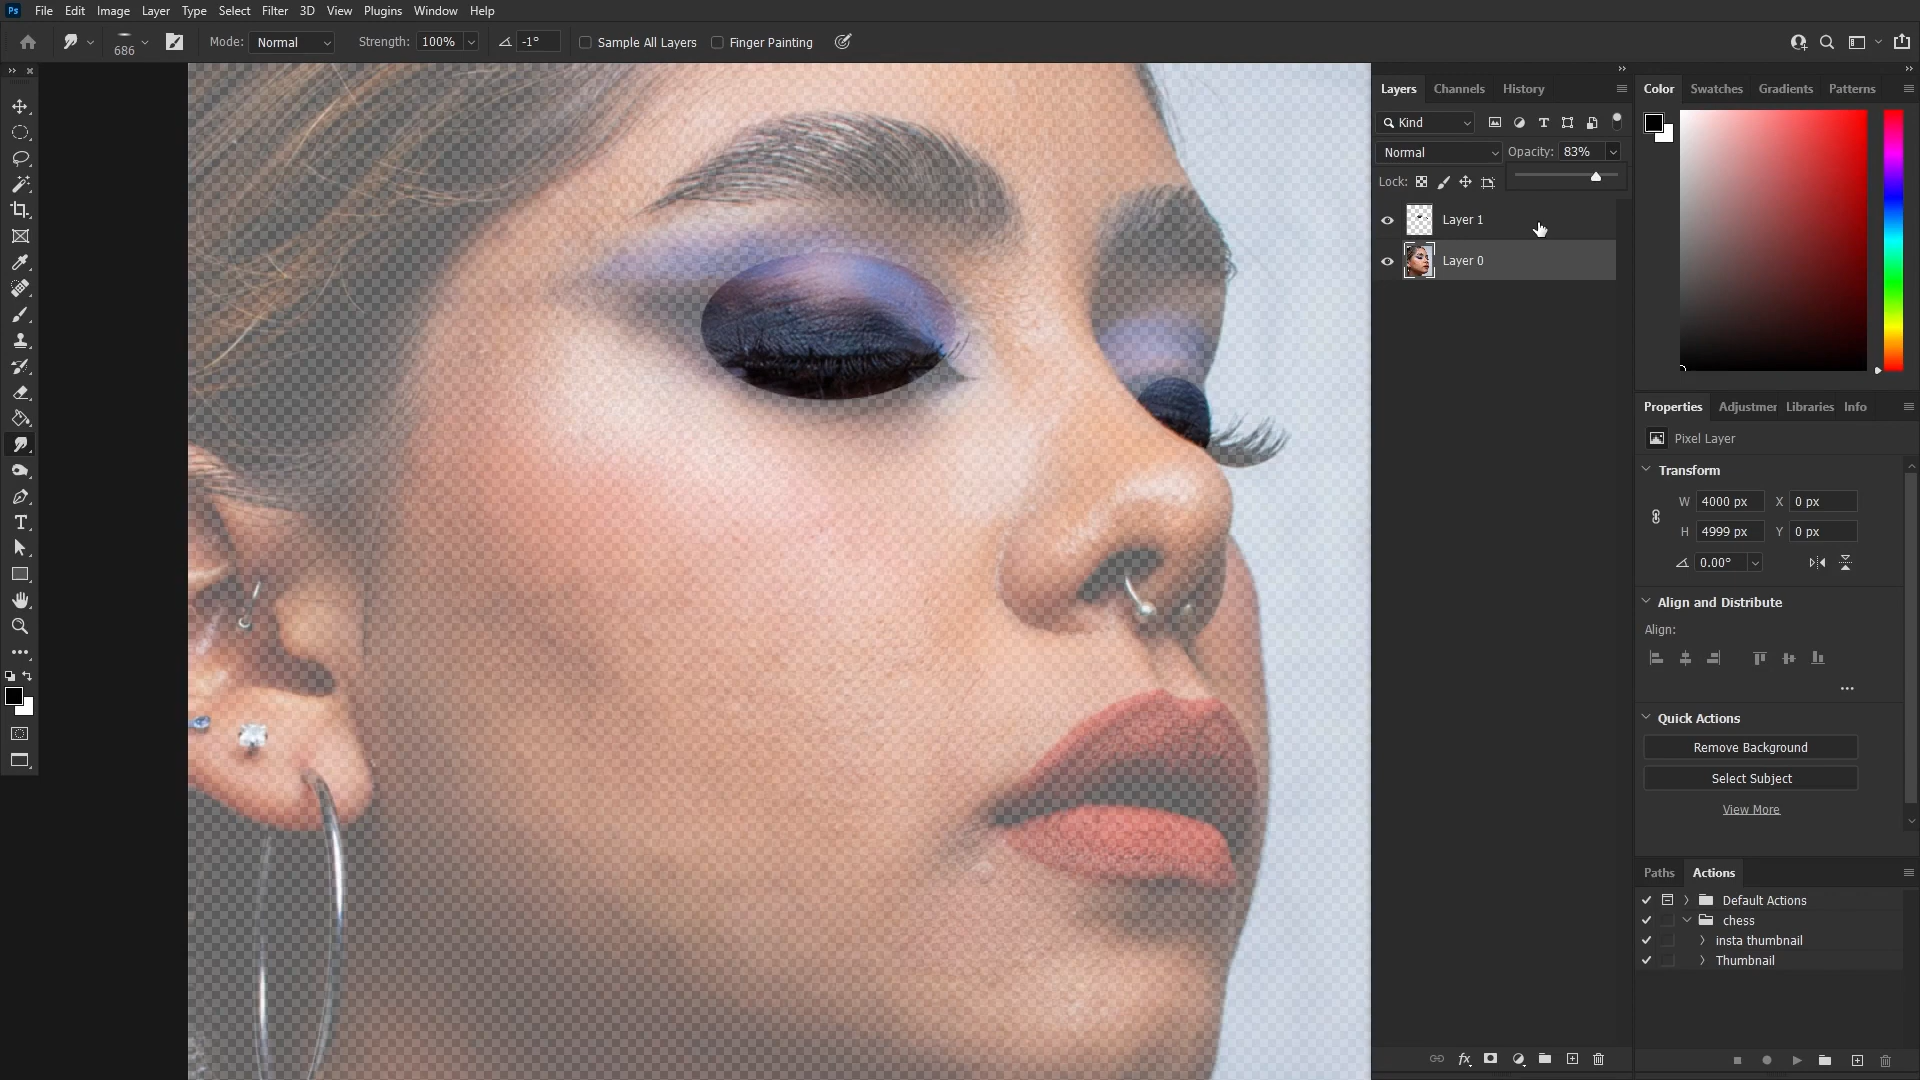 Ps File Edit Image Layer Type Select Filter 3D View Plugins Window Help
686 Mode: Normal Strength: 100% -1° Sample All Layers Finger Painting
Layers Channels History
Kind
Normal Opacity: 83%
Lock:
Layer 1
Layer 0
Color Swatches Gradients Patterns
Properties Adjustmer Libraries Info
Pixel Layer
Transform
W 4000 px X 0 px
H 4999 px Y 0 px
0.00°
Align and Distribute
Align:
Quick Actions
Remove Background
Select Subject
View More
Paths Actions
Default Actions
chess
insta thumbnail
Thumbnail
fx